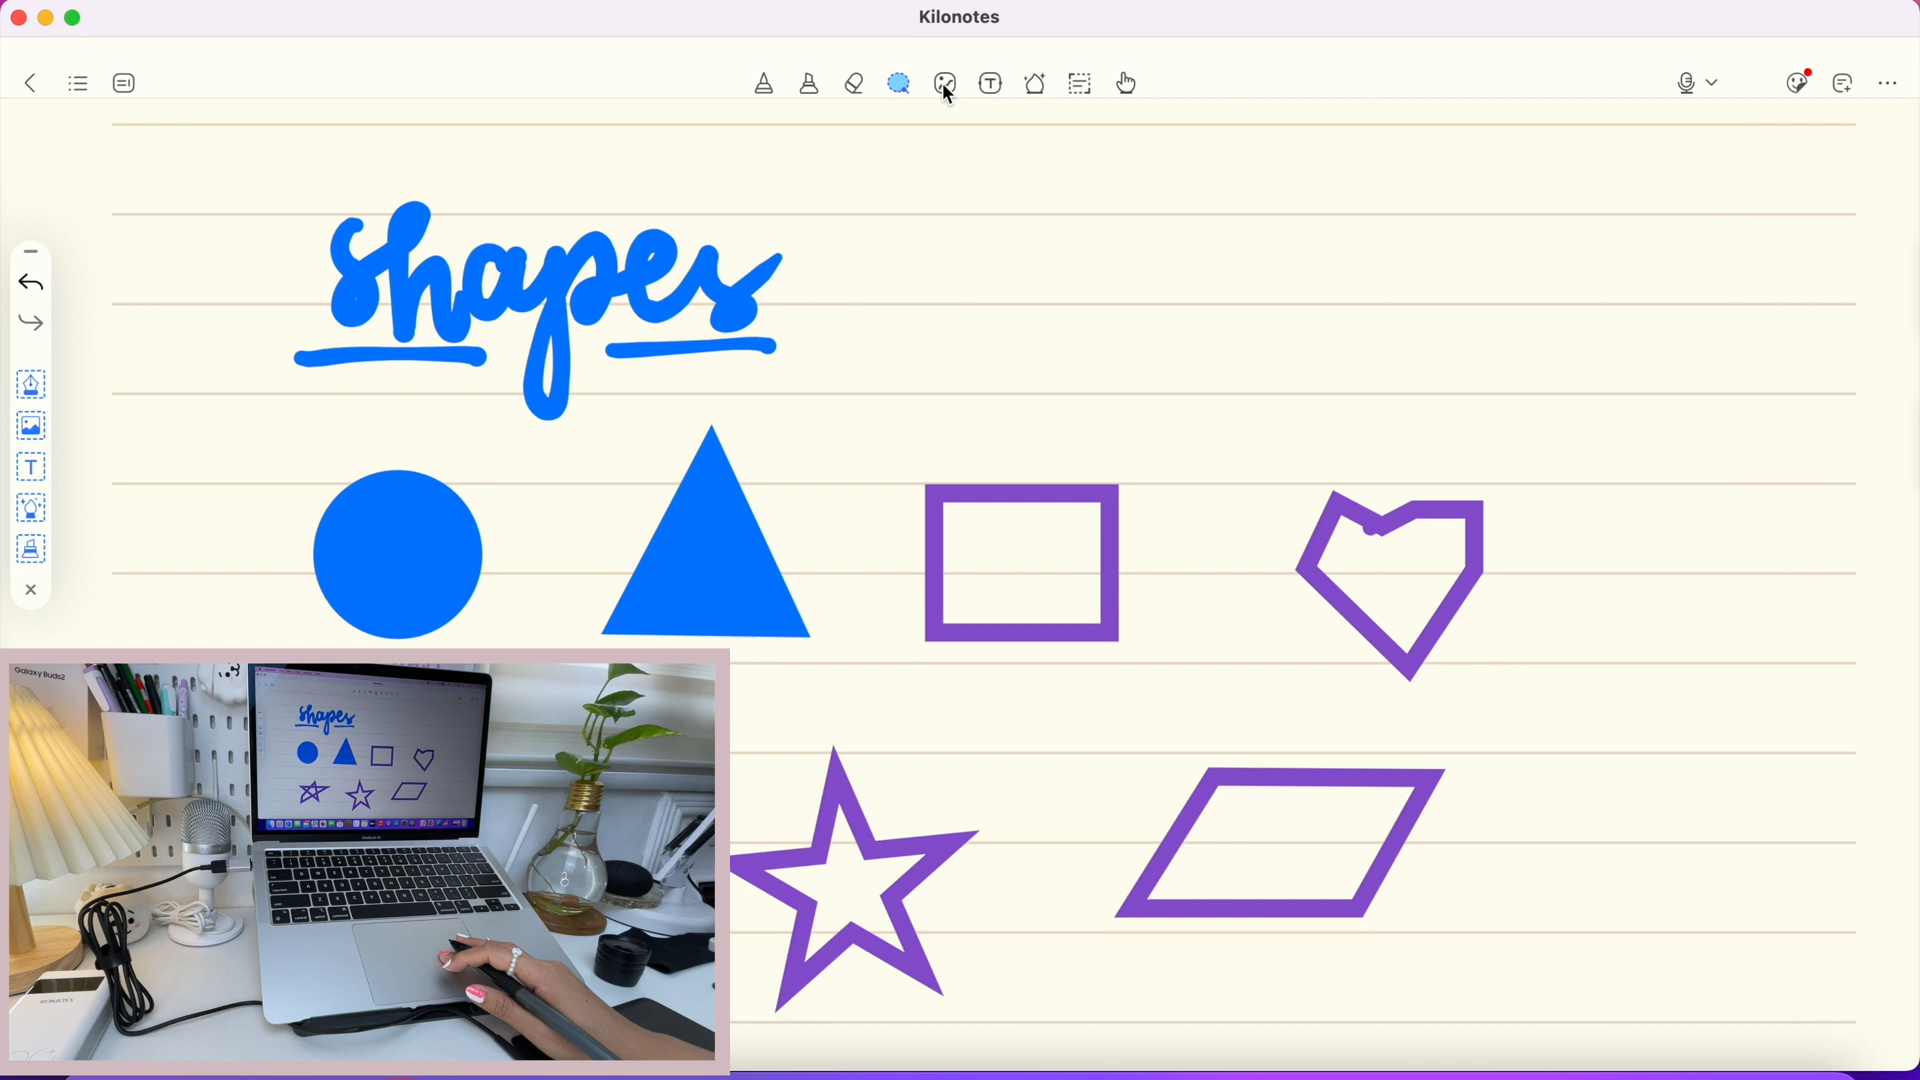 Kilonotes
shapes
T
T
Galaxy Buds2
shapes